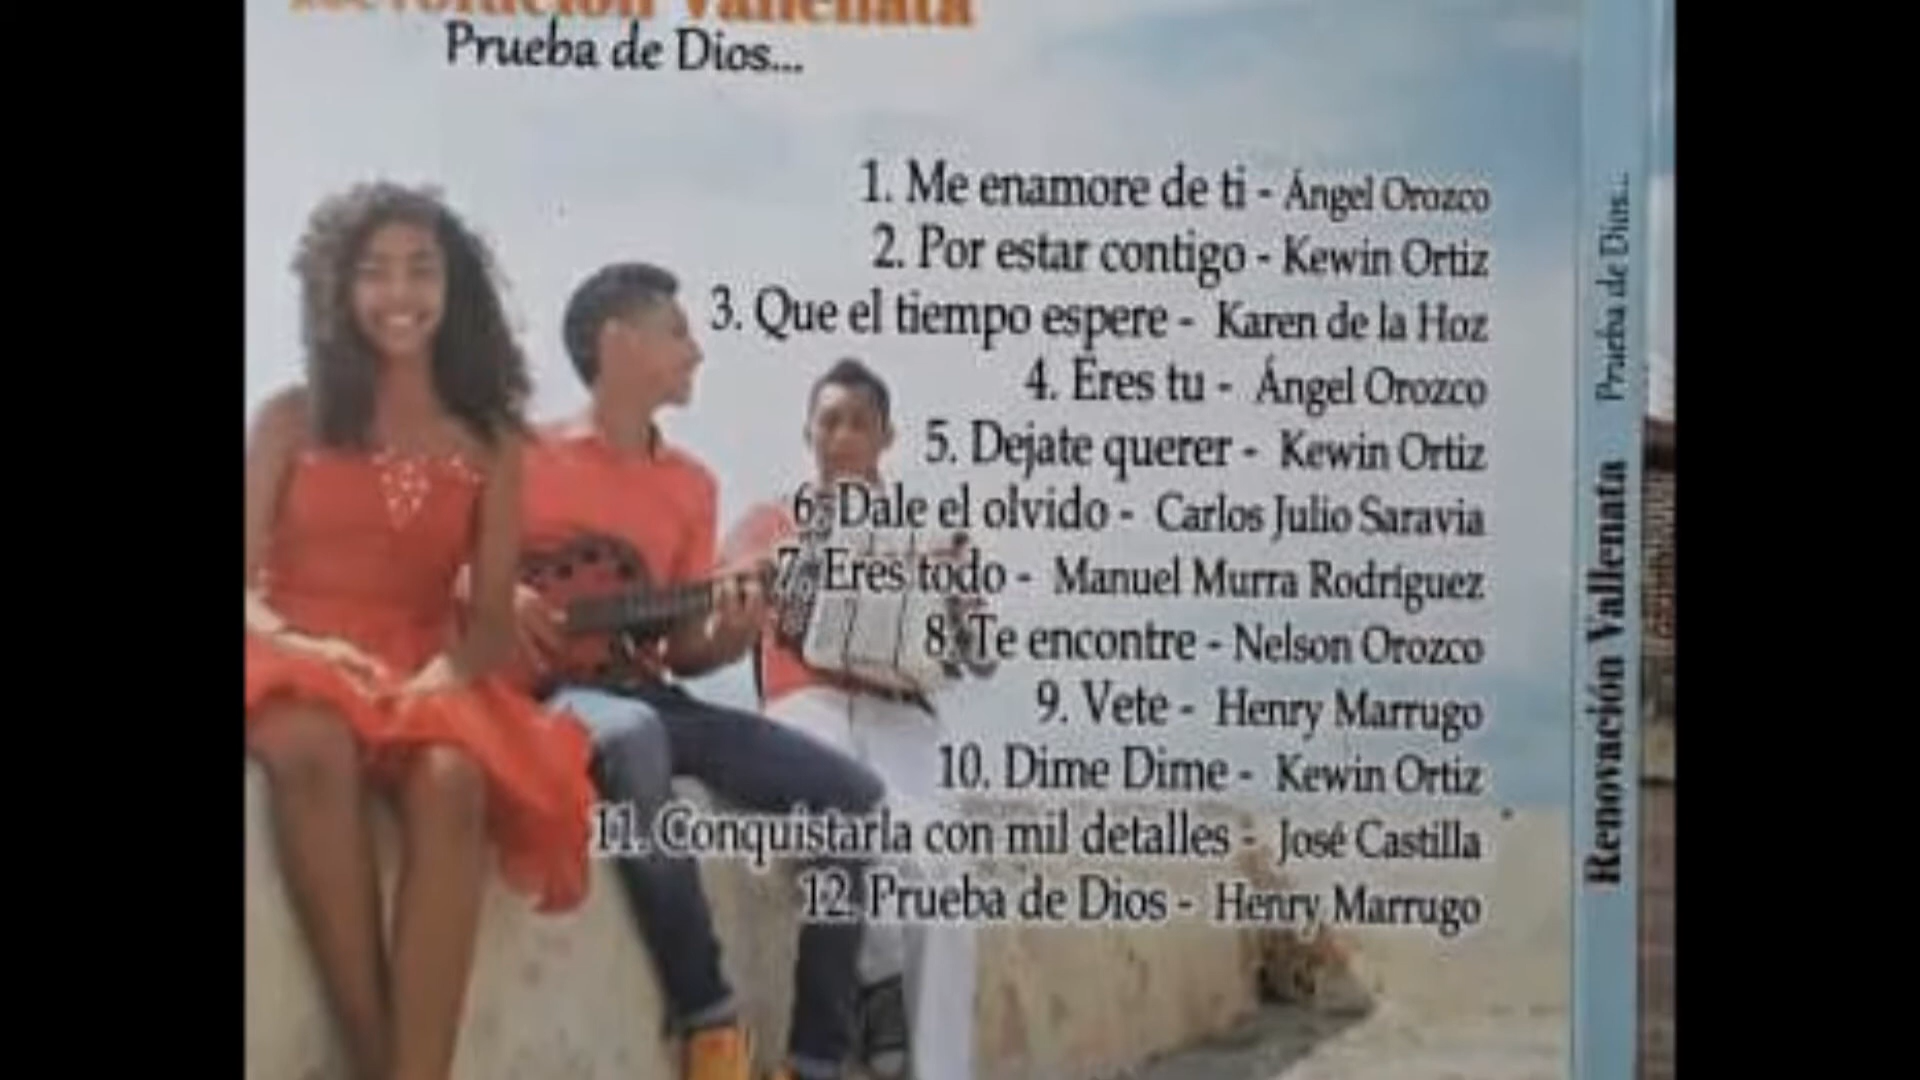 Vallenata
Prueba de Dios...
1. Me enamore de ti - Ángel Orozco
2. Por estar contigo - Kewin Ortiz
3. Que el tiempo espere - Karen de la Hoz
4. Eres tu - Ángel Orozco
5. Dejate querer - Kewin Ortiz
6. Dale el olvido - Carlos Julio Saravia
7. Eres todo - Manuel Murra Rodríguez
8. Te encontre - Nelson Orozco
9. Vete - Henry Marrugo
10. Dime Dime - Kewin Ortiz
11. Conquistarla con mil detalles - José Castilla
12. Prueba de Dios - Henry Marrugo
Renovación Vallenata Prueba de Dios...